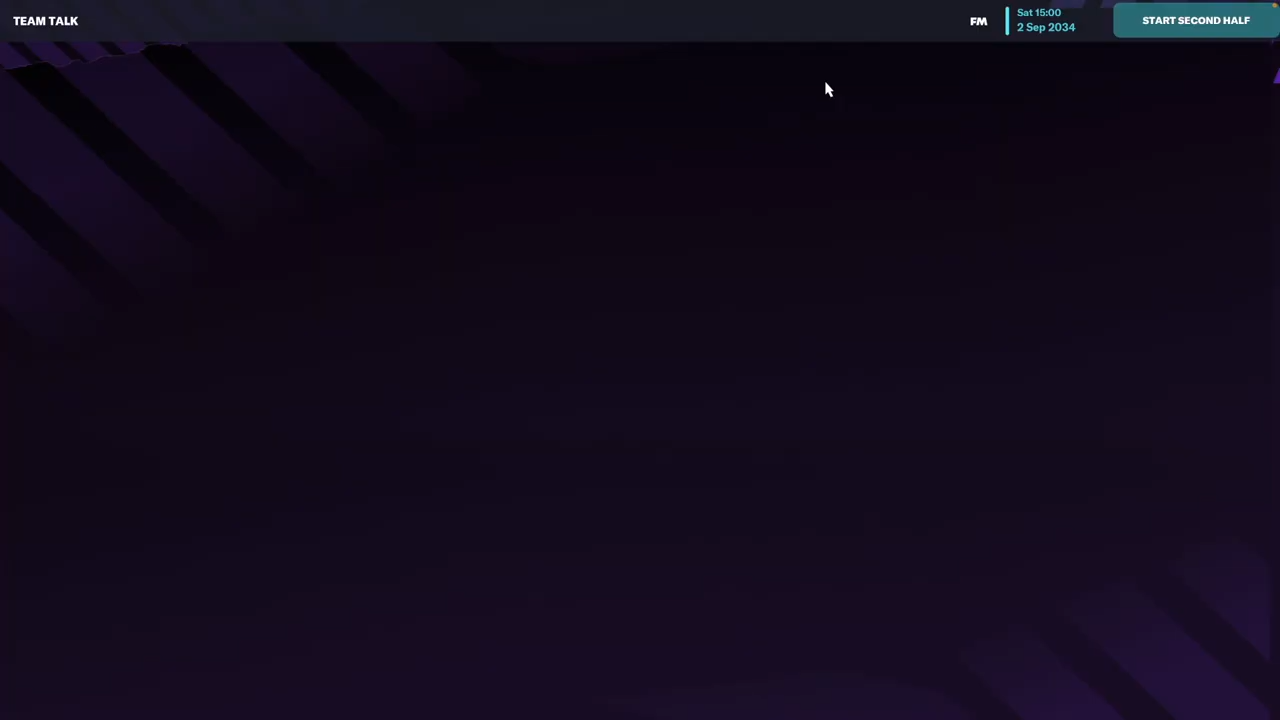 TEAM TALK
FM
Sat 15:00
2 Sep 2034
START SECOND HALF